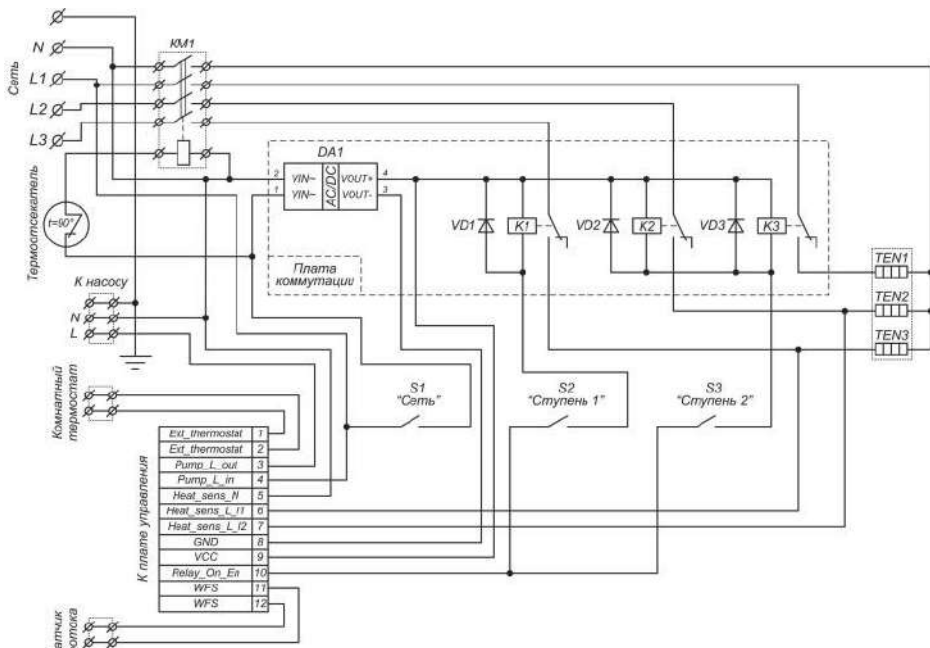 Сеть
N
L1
L2
L3
KM1
Термоотсекатель
t=90°
DA1
2 YIN~ AC/DC VOUT+ 4
1 YIN~ VOUT- 3
VD1
K1
VD2
K2
VD3
K3
Плата
коммутации
TEN1
TEN2
TEN3
К насосу
N
L
Комнатный
термостат
S1
"Сеть"
S2
"Ступень 1"
S3
"Ступень 2"
К плате управления
Ext_thermostat 1
Ext_thermostat 2
Pump_L_out 3
Pump_L_in 4
Heat_sens_N 5
Heat_sens_L_l1 6
Heat_sens_L_l2 7
GND 8
VCC 9
Relay_On_En 10
WFS 11
WFS 12